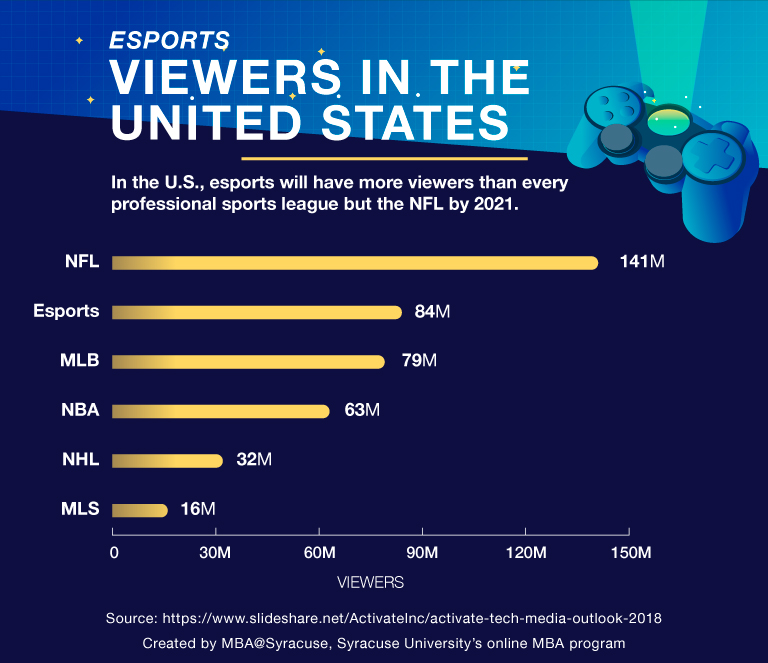 ESPORTS
VIEWERS IN THE
UNITED STATES
In the U.S., esports will have more viewers than every
professional sports league but the NFL by 2021.
NFL 141M
Esports 84M
MLB 79M
NBA 63M
NHL 32M
MLS 16M
0 30M 60M 90M 120M 150M
VIEWERS
Source: https://www.slideshare.net/ActivateInc/activate-tech-media-outlook-2018
Created by MBA@Syracuse, Syracuse University’s online MBA program